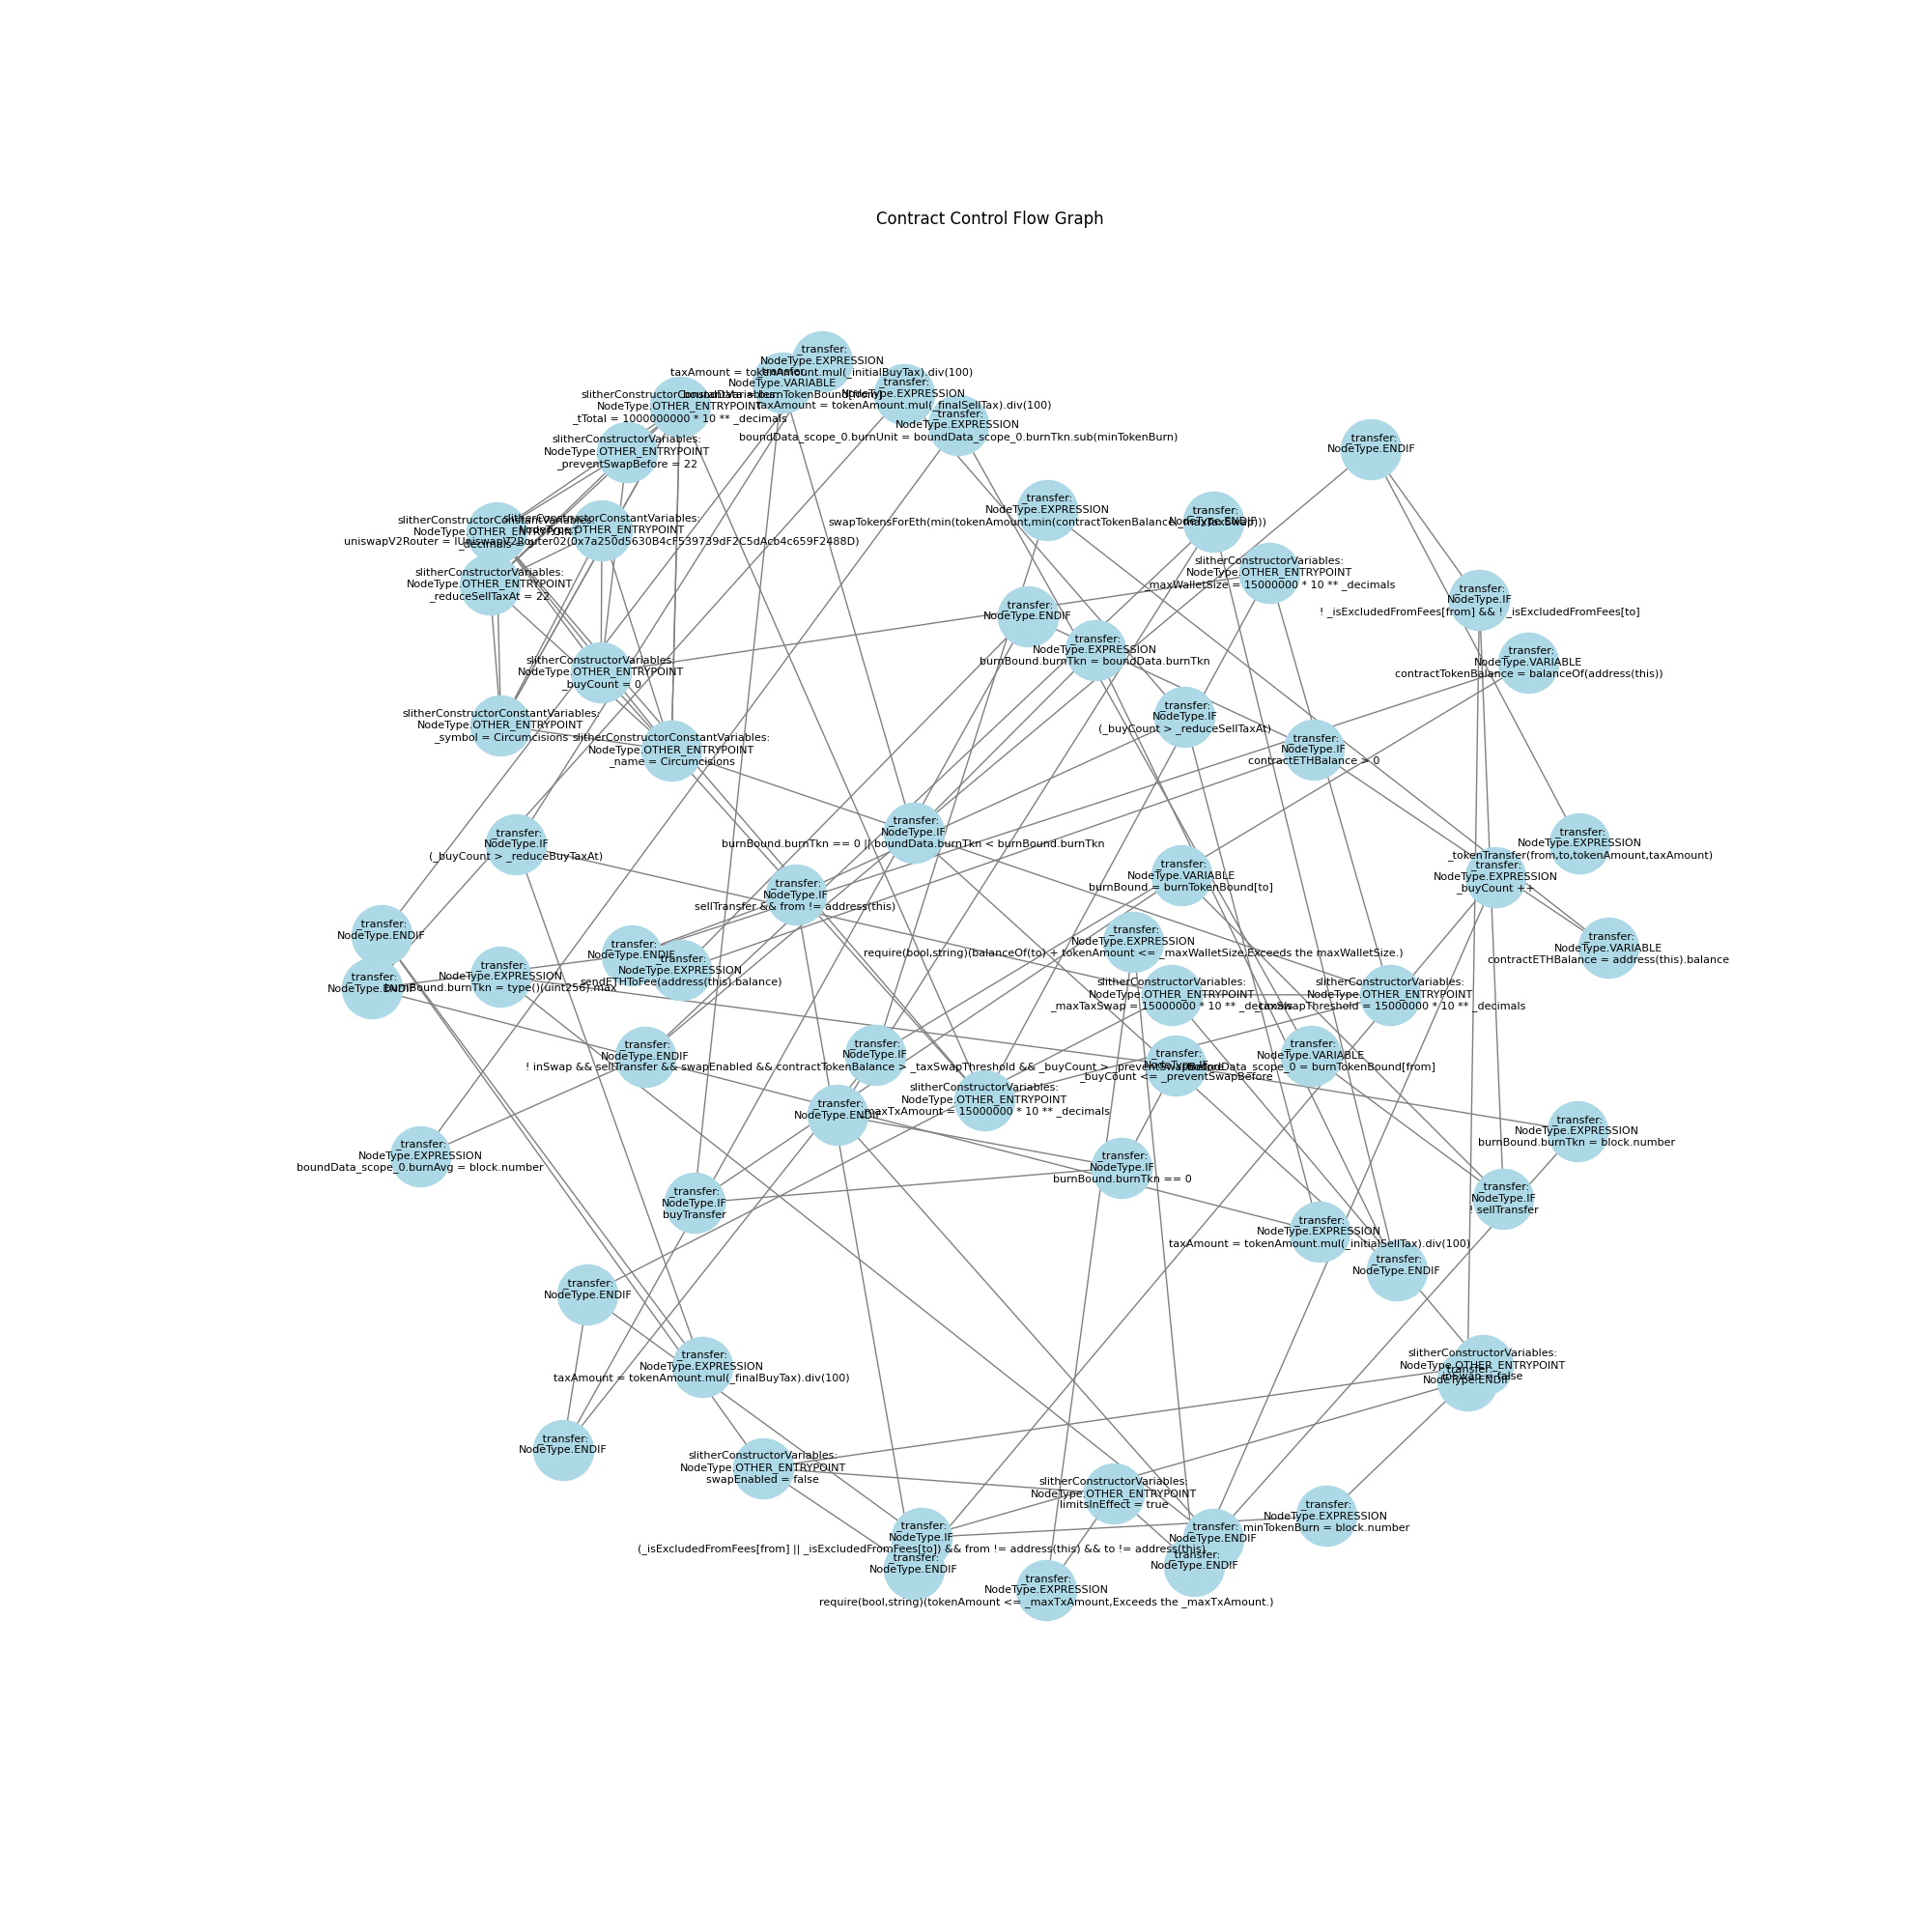 Contract Control Flow Graph
_transfer:
NodeType.EXPRESSION
taxAmount = tokenAmount.mul(_initialBuyTax).div(100)
_transfer:
NodeType.VARIABLE
boundData = burnTokenBound[from]
slitherConstructorConstantVariables:
NodeType.OTHER_ENTRYPOINT
_tTotal = 1000000000 * 10 ** _decimals
_transfer:
NodeType.EXPRESSION
taxAmount = tokenAmount.mul(_finalSellTax).div(100)
_transfer:
NodeType.EXPRESSION
boundData_scope_0.burnUnit = boundData_scope_0.burnTkn.sub(minTokenBurn)
slitherConstructorVariables:
NodeType.OTHER_ENTRYPOINT
_preventSwapBefore = 22
_transfer:
NodeType.ENDIF
_transfer:
NodeType.EXPRESSION
swapTokensForEth(min(tokenAmount,min(contractTokenBalance,_maxTaxSwap)))
_transfer:
NodeType.ENDIF
slitherConstructorConstantVariables:
NodeType.OTHER_ENTRYPOINT
_decimals = 9
slitherConstructorConstantVariables:
NodeType.OTHER_ENTRYPOINT
uniswapV2Router = IUniswapV2Router02(0x7a250d5630B4cF539739dF2C5dAcb4c659F2488D)
slitherConstructorVariables:
NodeType.OTHER_ENTRYPOINT
_reduceSellTaxAt = 22
slitherConstructorVariables:
NodeType.OTHER_ENTRYPOINT
_maxWalletSize = 15000000 * 10 ** _decimals
_transfer:
NodeType.IF
! _isExcludedFromFees[from] && ! _isExcludedFromFees[to]
_transfer:
NodeType.ENDIF
_transfer:
NodeType.EXPRESSION
burnBound.burnTkn = boundData.burnTkn
_transfer:
NodeType.VARIABLE
contractTokenBalance = balanceOf(address(this))
slitherConstructorVariables:
NodeType.OTHER_ENTRYPOINT
_buyCount = 0
slitherConstructorConstantVariables:
NodeType.OTHER_ENTRYPOINT
_symbol = Circumcisions
slitherConstructorConstantVariables:
NodeType.OTHER_ENTRYPOINT
_name = Circumcisions
_transfer:
NodeType.IF
(_buyCount > _reduceSellTaxAt)
_transfer:
NodeType.IF
contractETHBalance > 0
_transfer:
NodeType.IF
(_buyCount > _reduceBuyTaxAt)
_transfer:
NodeType.IF
burnBound.burnTkn == 0 || boundData.burnTkn < burnBound.burnTkn
_transfer:
NodeType.EXPRESSION
_tokenTransfer(from,to,tokenAmount,taxAmount)
_transfer:
NodeType.EXPRESSION
_buyCount ++
_transfer:
NodeType.VARIABLE
burnBound = burnTokenBound[to]
_transfer:
NodeType.IF
sellTransfer && from != address(this)
_transfer:
NodeType.ENDIF
_transfer:
NodeType.EXPRESSION
require(bool,string)(balanceOf(to) + tokenAmount <= _maxWalletSize,Exceeds the maxWalletSize.)
_transfer:
NodeType.VARIABLE
contractETHBalance = address(this).balance
_transfer:
NodeType.ENDIF
_transfer:
NodeType.EXPRESSION
sendETHToFee(address(this).balance)
_transfer:
NodeType.EXPRESSION
burnBound.burnTkn = type()(uint256).max
_transfer:
NodeType.ENDIF
slitherConstructorVariables:
NodeType.OTHER_ENTRYPOINT
_maxTaxSwap = 15000000 * 10 ** _decimals
slitherConstructorVariables:
NodeType.OTHER_ENTRYPOINT
_taxSwapThreshold = 15000000 * 10 ** _decimals
_transfer:
NodeType.ENDIF
_transfer:
NodeType.IF
! inSwap && sellTransfer && swapEnabled && contractTokenBalance > _taxSwapThreshold && _buyCount > _preventSwapBefore
_transfer:
NodeType.IF
_buyCount <= _preventSwapBefore
_transfer:
NodeType.VARIABLE
boundData_scope_0 = burnTokenBound[from]
slitherConstructorVariables:
NodeType.OTHER_ENTRYPOINT
_maxTxAmount = 15000000 * 10 ** _decimals
_transfer:
NodeType.ENDIF
_transfer:
NodeType.EXPRESSION
burnBound.burnTkn = block.number
_transfer:
NodeType.EXPRESSION
boundData_scope_0.burnAvg = block.number
_transfer:
NodeType.IF
burnBound.burnTkn == 0
_transfer:
NodeType.IF
buyTransfer
_transfer:
NodeType.IF
! sellTransfer
_transfer:
NodeType.EXPRESSION
taxAmount = tokenAmount.mul(_initialSellTax).div(100)
_transfer:
NodeType.ENDIF
_transfer:
NodeType.ENDIF
slitherConstructorVariables:
NodeType.OTHER_ENTRYPOINT
inSwap = false
_transfer:
NodeType.ENDIF
_transfer:
NodeType.EXPRESSION
taxAmount = tokenAmount.mul(_finalBuyTax).div(100)
_transfer:
NodeType.ENDIF
slitherConstructorVariables:
NodeType.OTHER_ENTRYPOINT
swapEnabled = false
slitherConstructorVariables:
NodeType.OTHER_ENTRYPOINT
limitsInEffect = true
_transfer:
NodeType.EXPRESSION
minTokenBurn = block.number
_transfer:
NodeType.IF
(_isExcludedFromFees[from] || _isExcludedFromFees[to]) && from != address(this) && to != address(this)
_transfer:
NodeType.ENDIF
_transfer:
NodeType.ENDIF
_transfer:
NodeType.ENDIF
_transfer:
NodeType.EXPRESSION
require(bool,string)(tokenAmount <= _maxTxAmount,Exceeds the _maxTxAmount.)